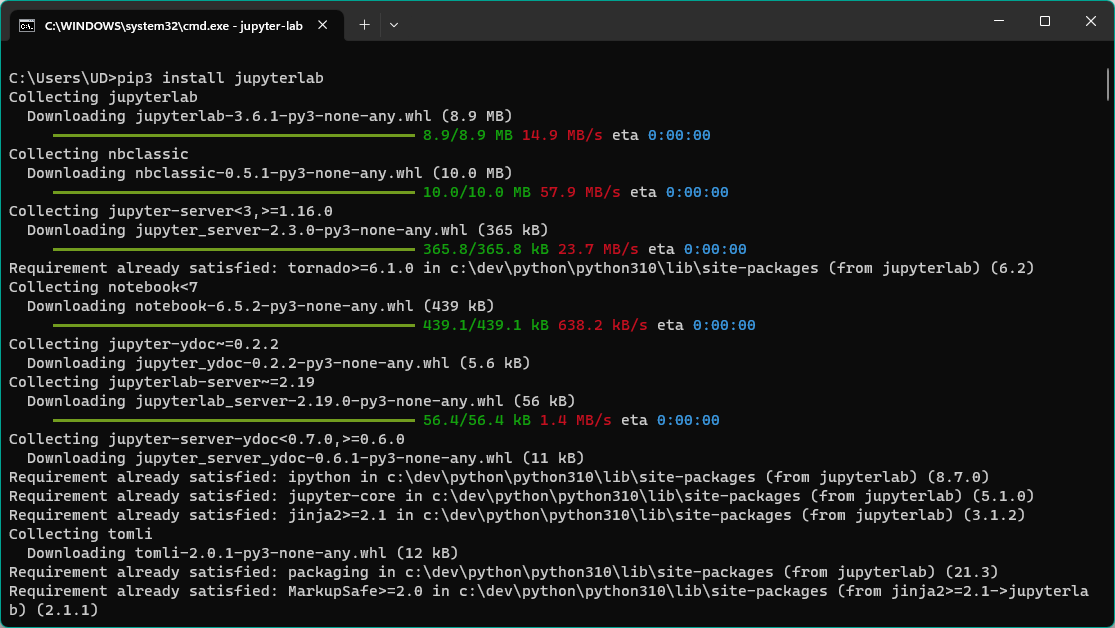 C:\WINDOWS\system32\cmd.exe - jupyter-lab
C:\Users\UD>pip3 install jupyterlab
Collecting jupyterlab
  Downloading jupyterlab-3.6.1-py3-none-any.whl (8.9 MB)
8.9/8.9 MB 14.9 MB/s eta 0:00:00
Collecting nbclassic
  Downloading nbclassic-0.5.1-py3-none-any.whl (10.0 MB)
10.0/10.0 MB 57.9 MB/s eta 0:00:00
Collecting jupyter-server<3,>=1.16.0
  Downloading jupyter_server-2.3.0-py3-none-any.whl (365 kB)
365.8/365.8 kB 23.7 MB/s eta 0:00:00
Requirement already satisfied: tornado>=6.1.0 in c:\dev\python\python310\lib\site-packages (from jupyterlab) (6.2)
Collecting notebook<7
  Downloading notebook-6.5.2-py3-none-any.whl (439 kB)
439.1/439.1 kB 638.2 kB/s eta 0:00:00
Collecting jupyter-ydoc~=0.2.2
  Downloading jupyter_ydoc-0.2.2-py3-none-any.whl (5.6 kB)
Collecting jupyterlab-server~=2.19
  Downloading jupyterlab_server-2.19.0-py3-none-any.whl (56 kB)
56.4/56.4 kB 1.4 MB/s eta 0:00:00
Collecting jupyter-server-ydoc<0.7.0,>=0.6.0
  Downloading jupyter_server_ydoc-0.6.1-py3-none-any.whl (11 kB)
Requirement already satisfied: ipython in c:\dev\python\python310\lib\site-packages (from jupyterlab) (8.7.0)
Requirement already satisfied: jupyter-core in c:\dev\python\python310\lib\site-packages (from jupyterlab) (5.1.0)
Requirement already satisfied: jinja2>=2.1 in c:\dev\python\python310\lib\site-packages (from jupyterlab) (3.1.2)
Collecting tomli
  Downloading tomli-2.0.1-py3-none-any.whl (12 kB)
Requirement already satisfied: packaging in c:\dev\python\python310\lib\site-packages (from jupyterlab) (21.3)
Requirement already satisfied: MarkupSafe>=2.0 in c:\dev\python\python310\lib\site-packages (from jinja2>=2.1->jupyterla
b) (2.1.1)